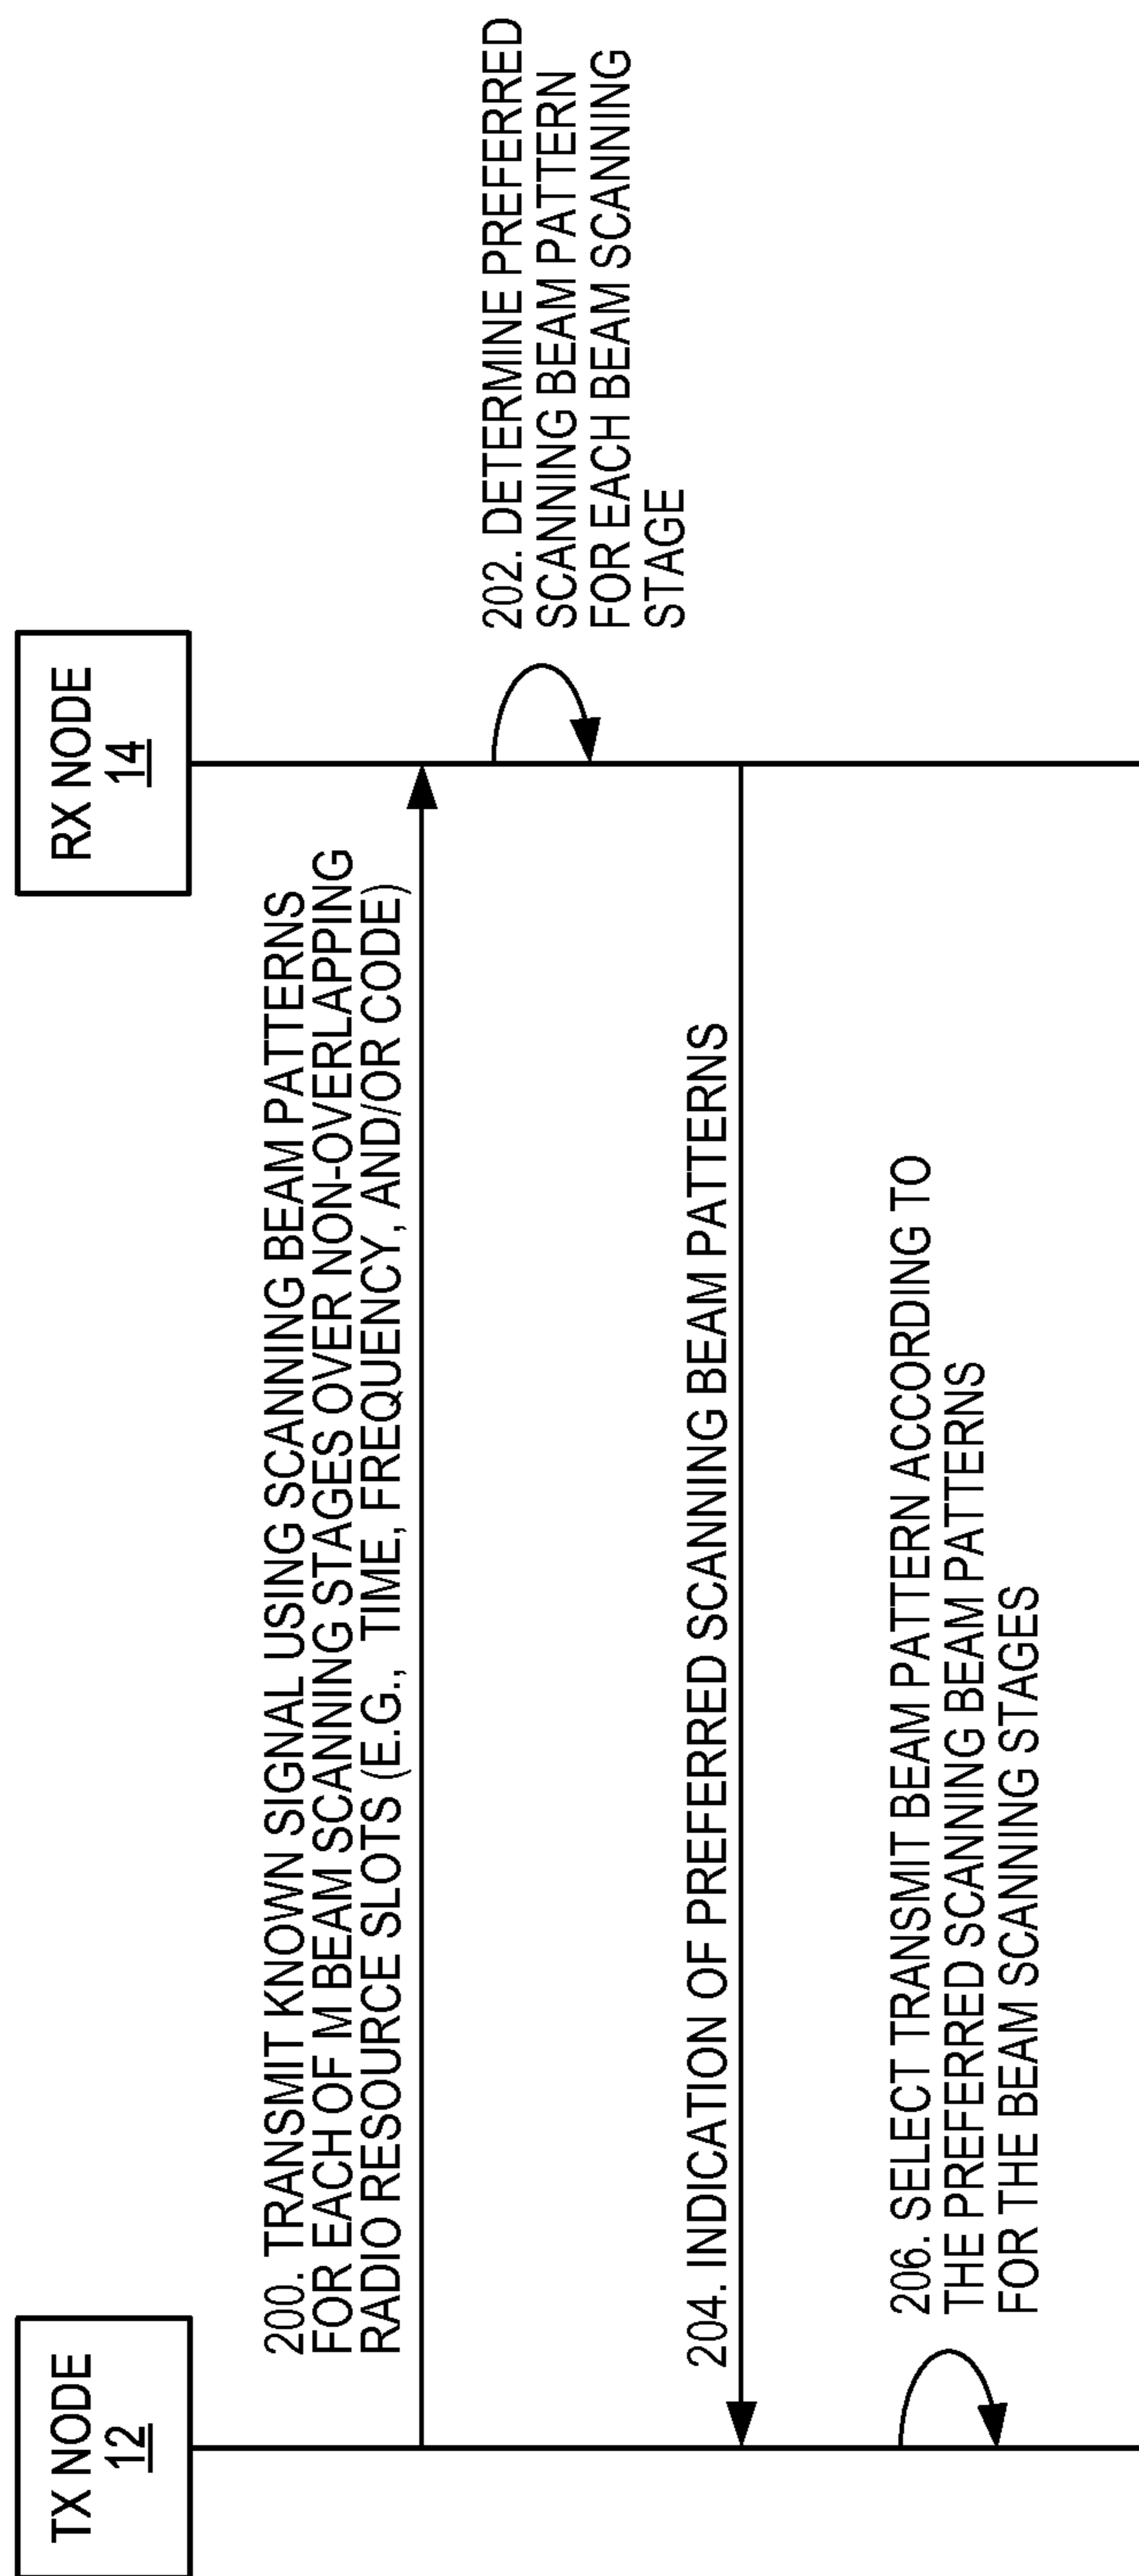 TX NODE
12
RX NODE
14
200. TRANSMIT KNOWN SIGNAL USING SCANNING BEAM PATTERNS
FOR EACH OF M BEAM SCANNING STAGES OVER NON-OVERLAPPING
RADIO RESOURCE SLOTS (E.G., TIME, FREQUENCY, AND/OR CODE)
202. DETERMINE PREFERRED
SCANNING BEAM PATTERN
FOR EACH BEAM SCANNING
STAGE
204. INDICATION OF PREFERRED SCANNING BEAM PATTERNS
206. SELECT TRANSMIT BEAM PATTERN ACCORDING TO
THE PREFERRED SCANNING BEAM PATTERNS
FOR THE BEAM SCANNING STAGES